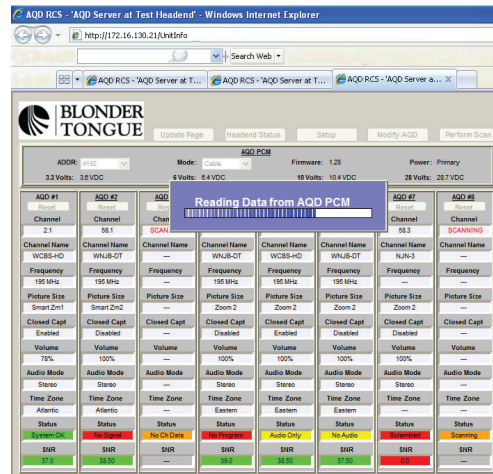 AQD RCS - 'AQD Server at Test Headend' - Windows Internet Explorer
http://172.16.130.21/UnitInfo
Search Web
AQD RCS - 'AQD Server at T... AQD RCS - 'AQD Server at T... AQD RCS - 'AQD Server a... X
BLONDER
TONGUE
Update Page Headend Status Setup Modify AQD Perform Scan
AQD PCM
ADDR: 4132 Mode: Cable Firmware: 1.28 Power: Primary
3.3 Volts: 3.6 VDC 6 Volts: 6.4 VDC 10 Volts: 10.4 VDC 28 Volts: 28.7 VDC
Reading Data from AQD PCM
AQD #1 AQD #2 AQD AQD #7 AQD #8
Reset Reset Reset Reset
Channel Channel Channel Channel
2.1 58.1 SCAN 58.3 SCANNING
Channel Name Channel Name Channel Name Channel Name Channel Name Channel Name Channel Name Channel Name
WCBS-HD WNJB-DT --- WNJB-DT WCBS-HD WNJB-DT NJN-3 ---
Frequency Frequency Frequency Frequency Frequency Frequency Frequency Frequency
195 MHz 195 MHz --- 195 MHz 195 MHz 195 MHz 195 MHz ---
Picture Size Picture Size Picture Size Picture Size Picture Size Picture Size Picture Size Picture Size
Smart Zm1 Smart Zm2 --- Zoom 2 Zoom 2 Zoom 2 Zoom 2 ---
Closed Capt Closed Capt Closed Capt Closed Capt Closed Capt Closed Capt Closed Capt Closed Capt
Enabled Disabled --- Disabled Enabled Disabled Disabled ---
Volume Volume Volume Volume Volume Volume Volume Volume
78% 100% --- 100% 100% 100% 100% ---
Audio Mode Audio Mode Audio Mode Audio Mode Audio Mode Audio Mode Audio Mode Audio Mode
Stereo Stereo --- Stereo Stereo Stereo Stereo ---
Time Zone Time Zone Time Zone Time Zone Time Zone Time Zone Time Zone Time Zone
Atlantic Atlantic --- Eastern Eastern Eastern Eastern ---
Status Status Status Status Status Status Status Status
System OK No Signal No Ch Data No Program Audio Only No Audio Scrambled Scanning
SNR SNR SNR SNR SNR SNR SNR SNR
37.0 38.50 --- 39.0 38.50 37.50 0.0 ---